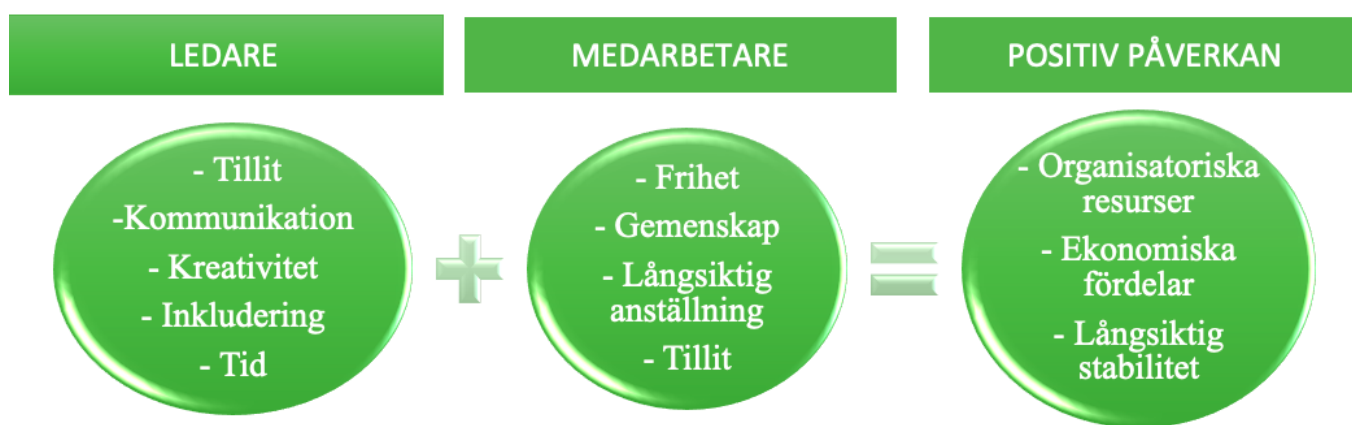 LEDARE
- Tillit
-Kommunikation
- Kreativitet
- Inkludering
- Tid
MEDARBETARE
- Frihet
- Gemenskap
- Långsiktig
anställning
- Tillit
POSITIV PÅVERKAN
- Organisatoriska
resurser
- Ekonomiska
fördelar
- Långsiktig
stabilitet